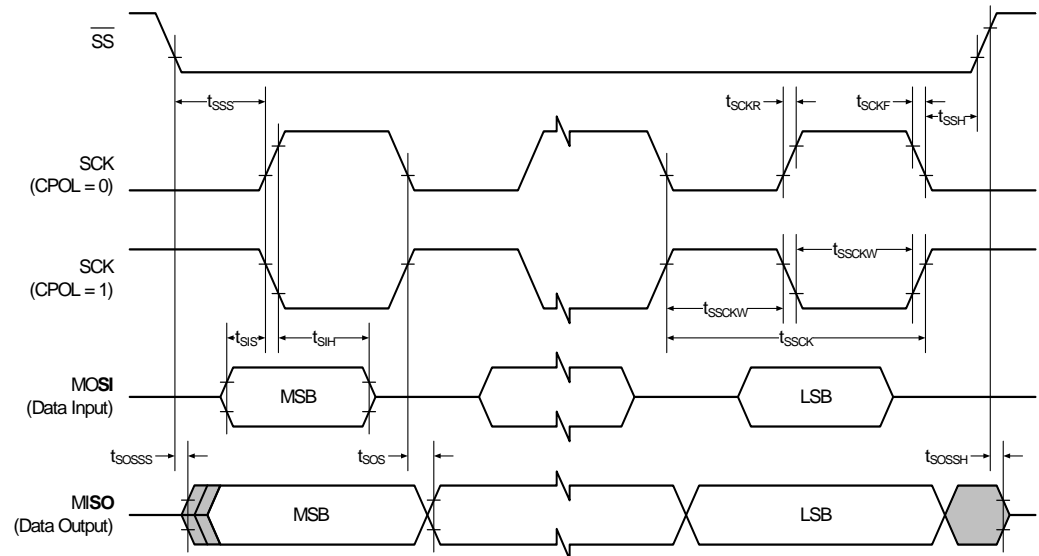 SS
tSSS
tSCKR
tSCKF
tSSH
SCK
(CPOL = 0)
SCK
(CPOL = 1)
tSSCKW
tSSCKW
tSSCK
tSIS
tSIH
MOSI
(Data Input)
MSB
LSB
tSOSSS
tSOS
tSOSSH
MISO
(Data Output)
MSB
LSB